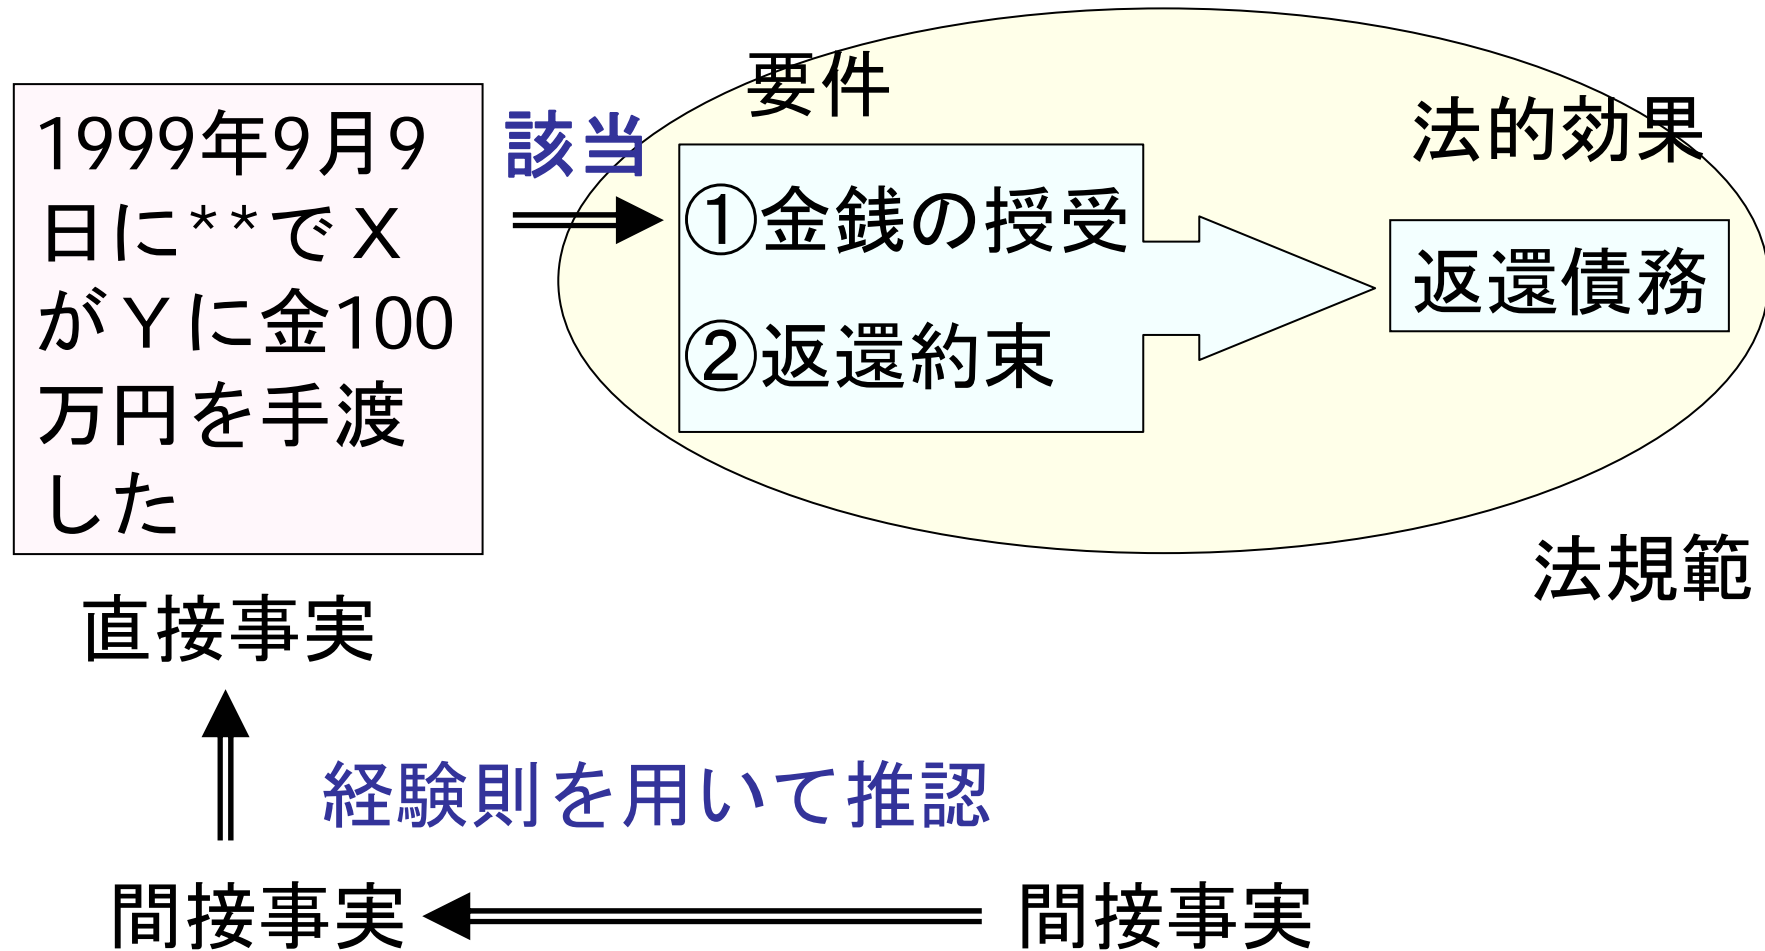 1999年9月9
日に**でX
がYに金100
万円を手渡
した
該当
要件
①金銭の授受
②返還約束
法的効果
返還債務
法規範
直接事実
経験則を用いて推認
間接事実
間接事実